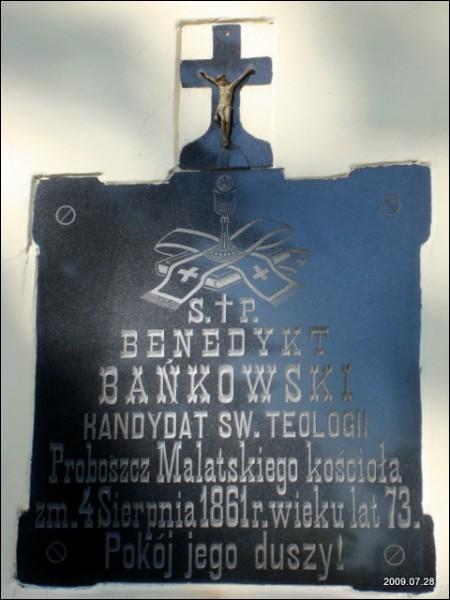 S.†P.
BENEDYKT
BAŃKOWSKI
KANDYDAT SW. TEOLOGII
Proboszcz Malatskiego kościoła
zm. 4 Sierpnia 1861 r. wieku lat 73.
Pokój jego duszy!
2009.07.28